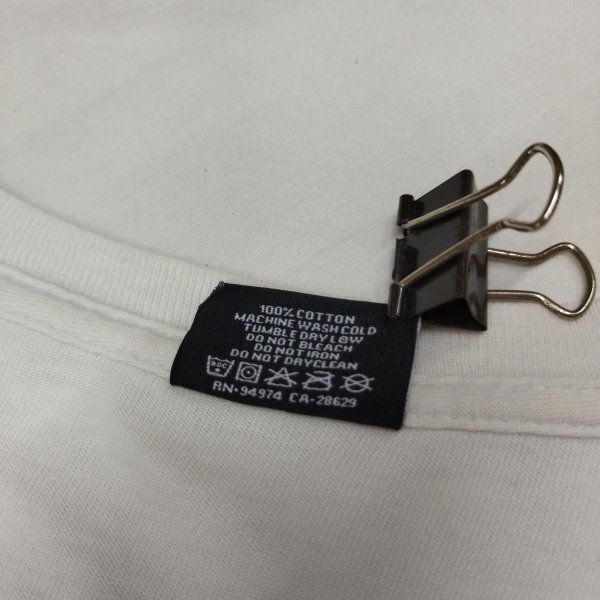 100% COTTON
MACHINE WASH COLD
TUMBLE DRY LOW
DO NOT BLEACH
DO NOT IRON
DO NOT DRYCLEAN
RN·94974 CA·28629